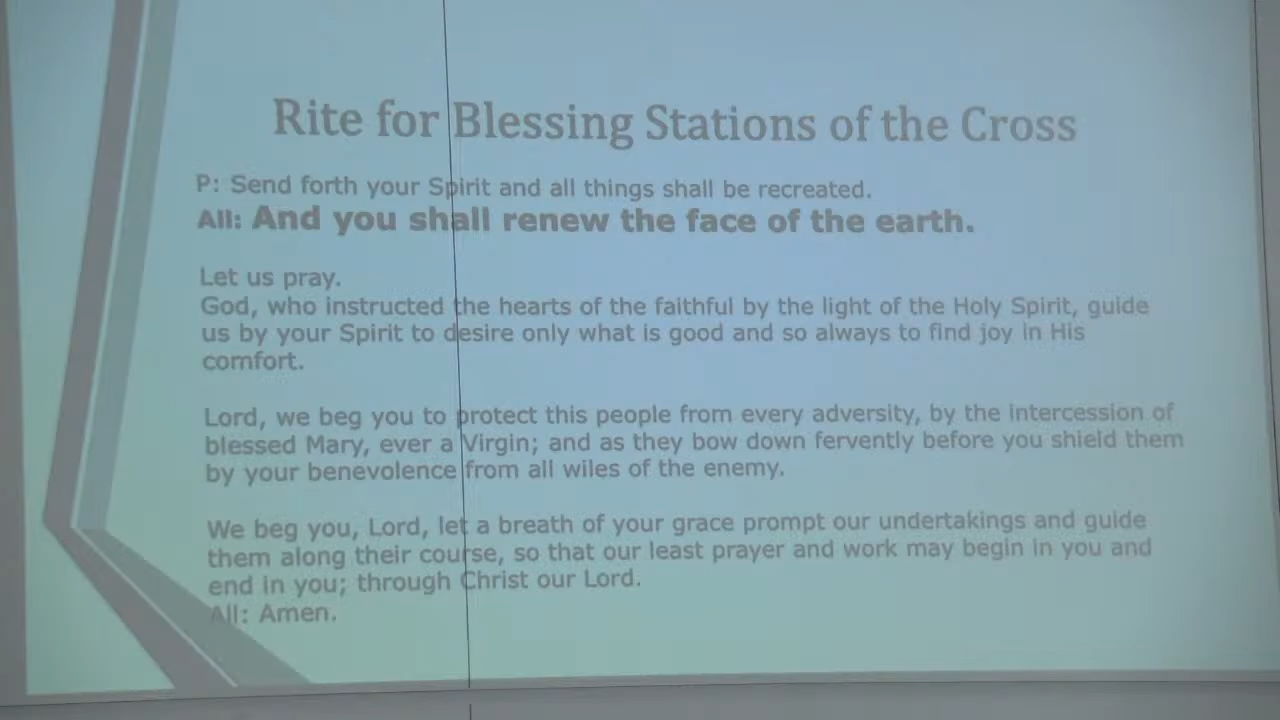 Rite for Blessing Stations of the Cross
P: Send forth your Spirit and all things shall be recreated.
All: And you shall renew the face of the earth.
Let us pray.
God, who instructed the hearts of the faithful by the light of the Holy Spirit, guide
us by your Spirit to desire only what is good and so always to find joy in His
comfort.
Lord, we beg you to protect this people from every adversity, by the intercession of
blessed Mary, ever a Virgin; and as they bow down fervently before you shield them
by your benevolence from all wiles of the enemy.
We beg you, Lord, let a breath of your grace prompt our undertakings and guide
them along their course, so that our least prayer and work may begin in you and
end in you; through Christ our Lord.
All: Amen.